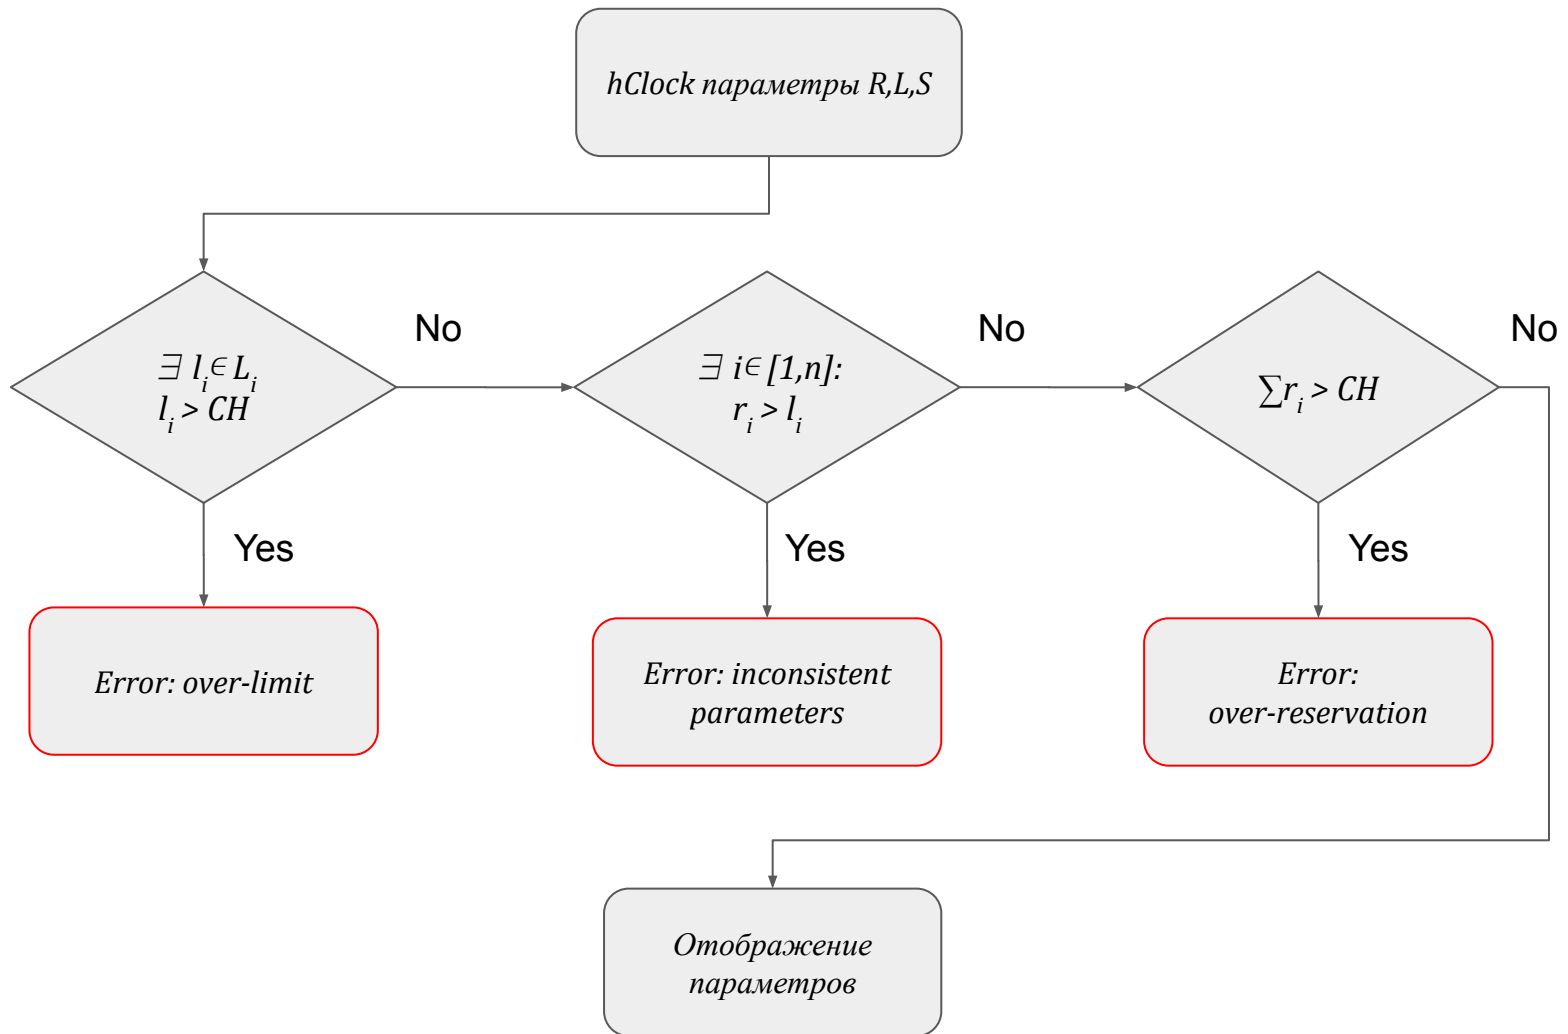 hClock параметры R,L,S
No
No
No
∃ lᵢ∈Lᵢ
lᵢ > CH
∃ i∈[1,n]:
rᵢ > lᵢ
∑rᵢ > CH
Yes
Yes
Yes
Error: over-limit
Error: inconsistent
parameters
Error:
over-reservation
Отображение
параметров